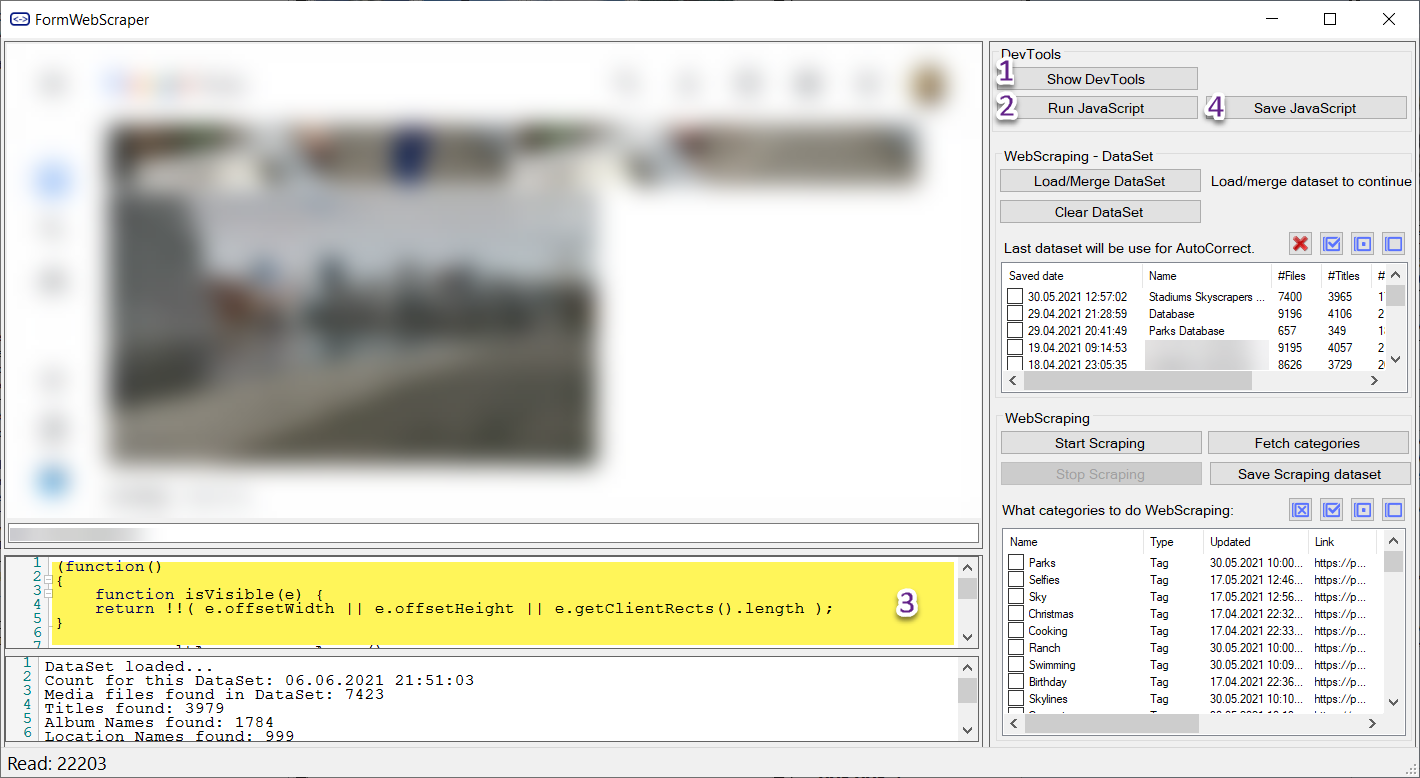 FormWebScraper
DevTools
1 Show DevTools
2 Run JavaScript 4 Save JavaScript
WebScraping - DataSet
Load/Merge DataSet Load/merge dataset to continue
Clear DataSet
Last dataset will be use for AutoCorrect.
Saved date Name #Files #Titles #
30.05.2021 12:57:02 Stadiums Skyscrapers ... 7400 3965
29.04.2021 21:28:59 Database 9196 4106 2
29.04.2021 20:41:49 Parks Database 657 349
19.04.2021 09:14:53 9195 4057 2
18.04.2021 23:05:35 8626 3729
WebScraping
Start Scraping Fetch categories
Stop Scraping Save Scraping dataset
What categories to do WebScraping:
Name Type Updated Link
Parks Tag 30.05.2021 10:00... https://p...
Selfies Tag 17.05.2021 12:46... https://p...
Sky Tag 17.05.2021 12:56... https://p...
Christmas Tag 17.04.2021 22:32... https://p...
Cooking Tag 17.04.2021 22:33... https://p...
Ranch Tag 30.05.2021 10:00... https://p...
Swimming Tag 30.05.2021 10:09... https://p...
Birthday Tag 17.04.2021 22:36... https://p...
Skylines Tag 30.05.2021 10:10... https://p...
1 (function()
2 {
3 function isVisible(e) {
4 return !!( e.offsetWidth || e.offsetHeight || e.getClientRects().length );
5 }
6
7
3
1 DataSet loaded...
2 Count for this DataSet: 06.06.2021 21:51:03
3 Media files found in DataSet: 7423
4 Titles found: 3979
5 Album Names found: 1784
6 Location Names found: 999
Read: 22203